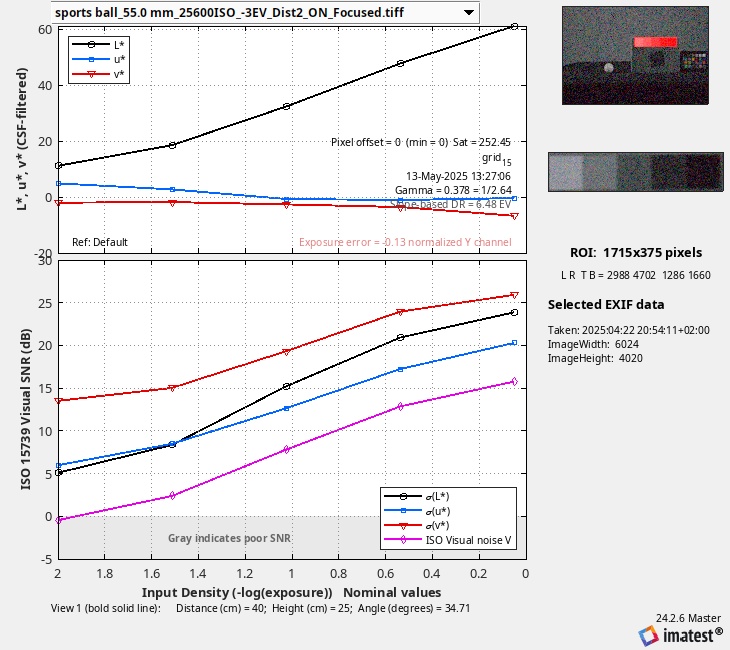 sports ball_55.0 mm_25600ISO_-3EV_Dist2_ON_Focused.tiff
60
40
20
0
-20
L*, u*, v* (CSF-filtered)
L*
u*
v*
Pixel offset = 0 (min = 0) Sat = 252.45
grid 15
13-May-2025 13:27:06
Gamma = 0.378 =1/2.64
Slope-based DR = 6.48 EV
Ref: Default
Exposure error = -0.13 normalized Y channel
30
25
20
15
10
5
0
-5
ISO 15739 Visual SNR (dB)
σ(L*)
σ(u*)
σ(v*)
ISO Visual noise V
Gray indicates poor SNR
2 1.8 1.6 1.4 1.2 1 0.8 0.6 0.4 0.2 0
Input Density (-log(exposure)) Nominal values
View 1 (bold solid line): Distance (cm) = 40; Height (cm) = 25; Angle (degrees) = 34.71
ROI: 1715x375 pixels
L R T B = 2988 4702 1286 1660
Selected EXIF data
Taken: 2025:04:22 20:54:11+02:00
ImageWidth: 6024
ImageHeight: 4020
24.2.6 Master
imatest®